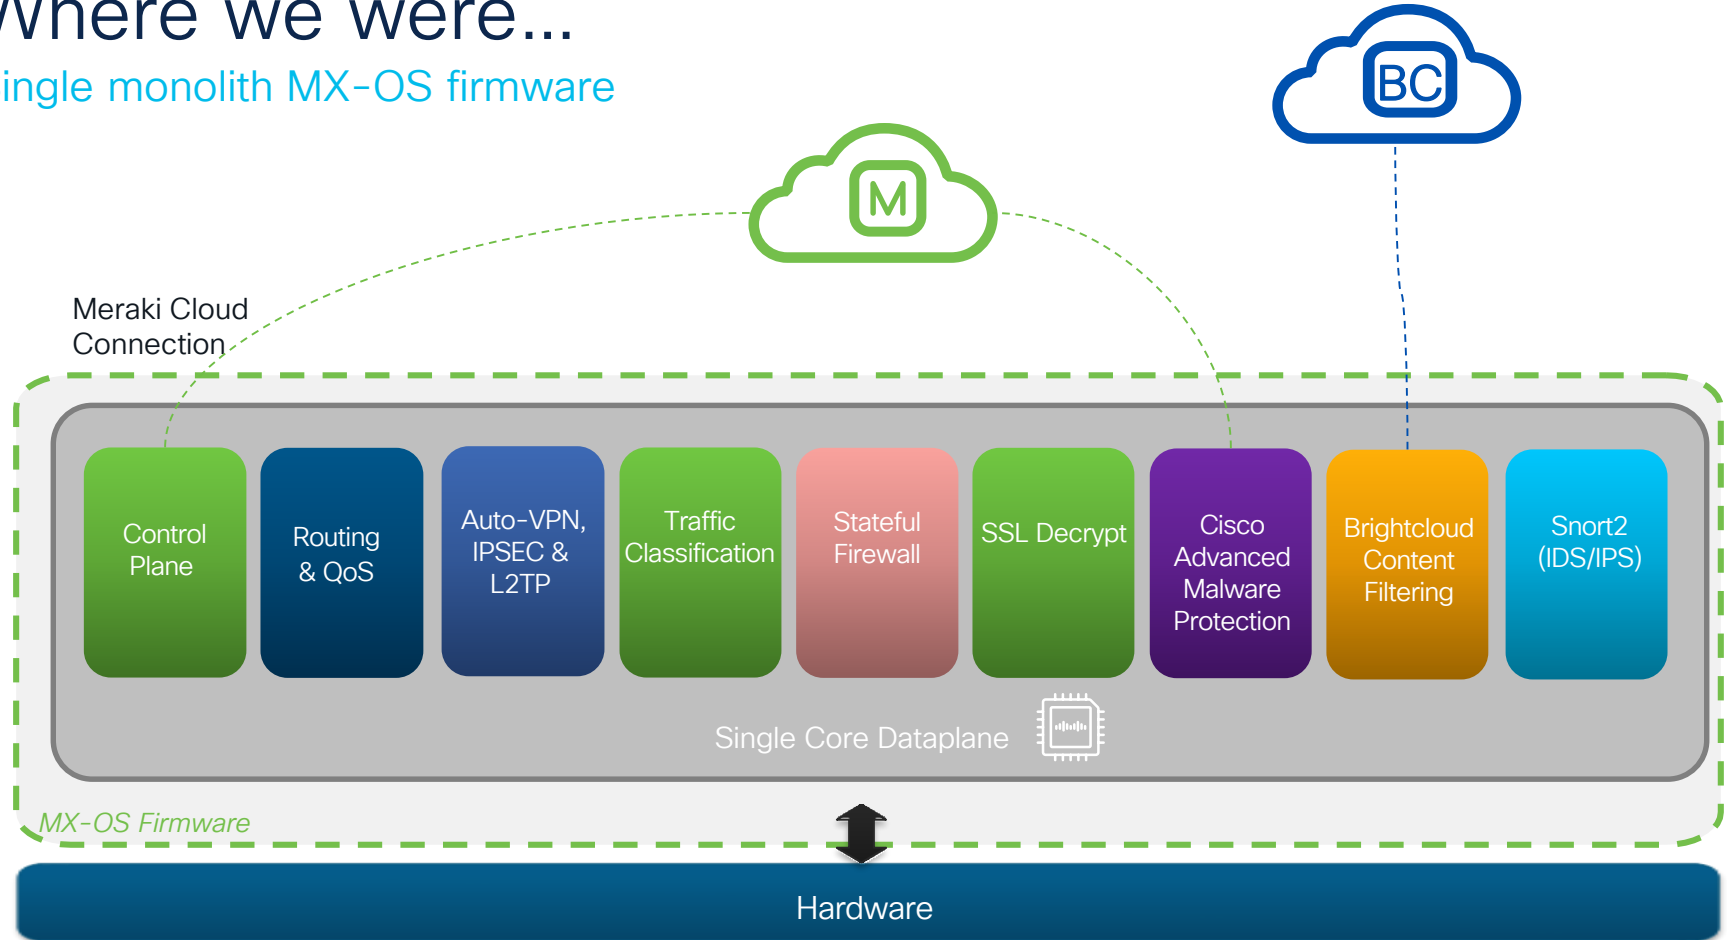 Where we were...
ingle monolith MX-OS firmware
BC
M
Meraki Cloud
Connection
Control
Plane
Routing
& QoS
Auto-VPN,
IPSEC &
L2TP
Traffic
Classification
Stateful
Firewall
SSL Decrypt
Cisco
Advanced
Malware
Protection
Brightcloud
Content
Filtering
Snort2
(IDS/IPS)
Single Core Dataplane
MX-OS Firmware
Hardware